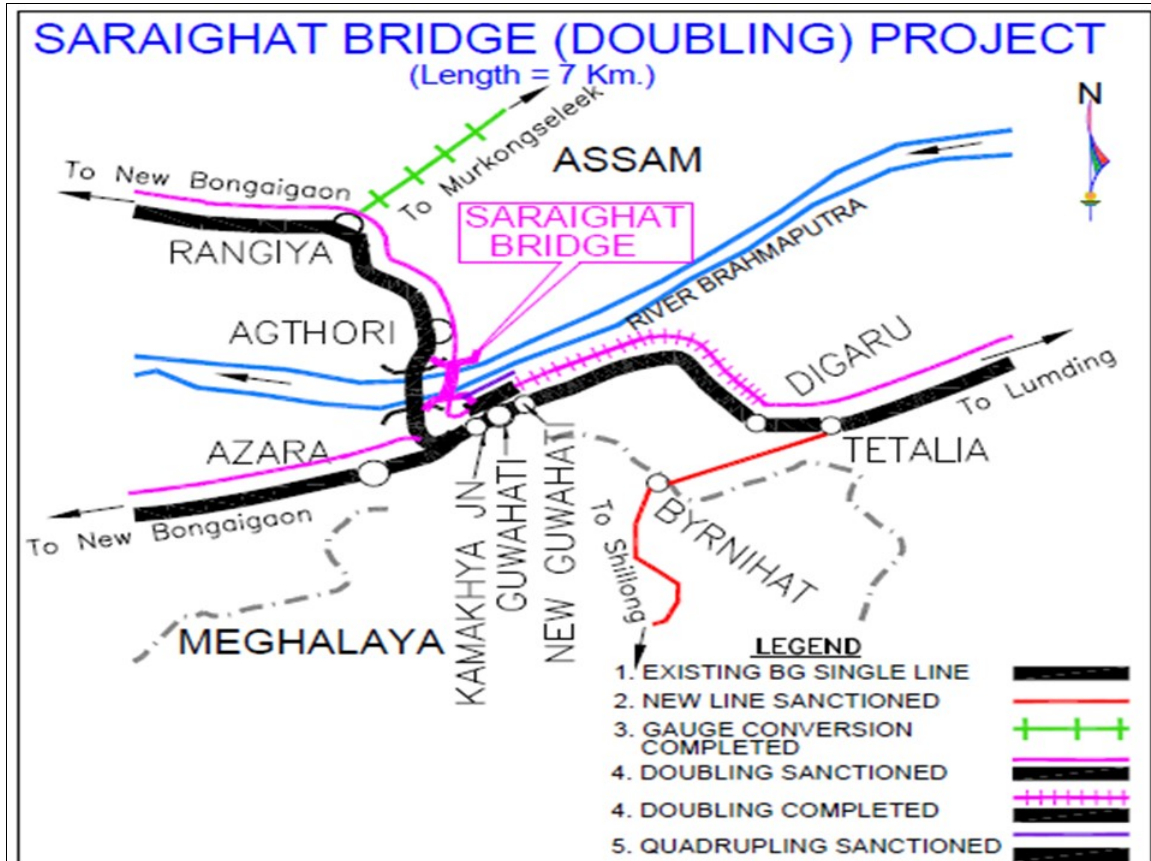 SARAIGHAT BRIDGE (DOUBLING) PROJECT
(Length = 7 Km.)
N
To Murkongseleek
ASSAM
To New Bongaigaon
SARAIGHAT
BRIDGE
RANGIYA
RIVER BRAHMAPUTRA
AGTHORI
DIGARU
To Lumding
AZARA
TETALIA
To New Bongaigaon
KAMAKHYA JN
GUWAHATI
NEW GUWAHATI
BYRNIHAT
To Shillong
MEGHALAYA
LEGEND
1. EXISTING BG SINGLE LINE
2. NEW LINE SANCTIONED
3. GAUGE CONVERSION
COMPLETED
4. DOUBLING SANCTIONED
4. DOUBLING COMPLETED
5. QUADRUPLING SANCTIONED